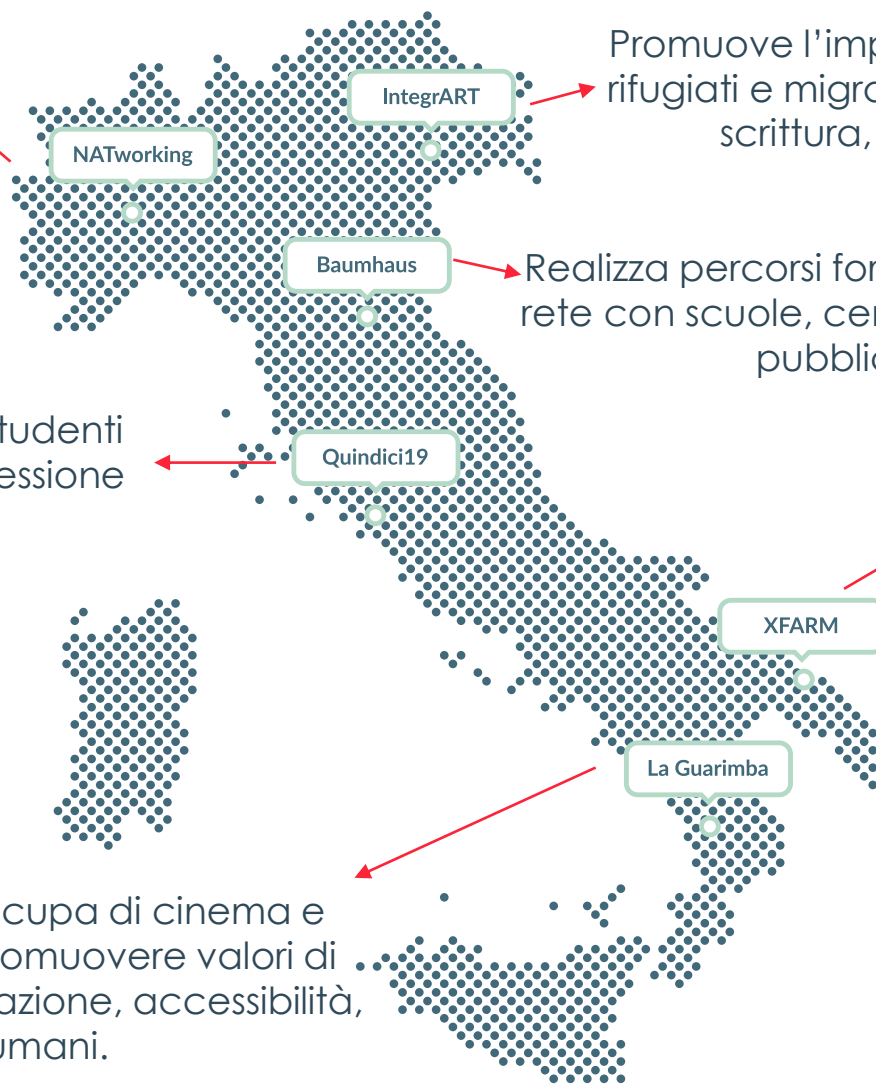 Promuove l'imp
IntegrART
rifugiati e migra
scrittura,
NATworking
Baumhaus
Realizza percorsi for
rete con scuole,
pubblic
tudenti
Quindici19
essione
XFARM
La Guarimba
cupa di cinema e
omuovere valori di
azione, accessibilità,
umani.